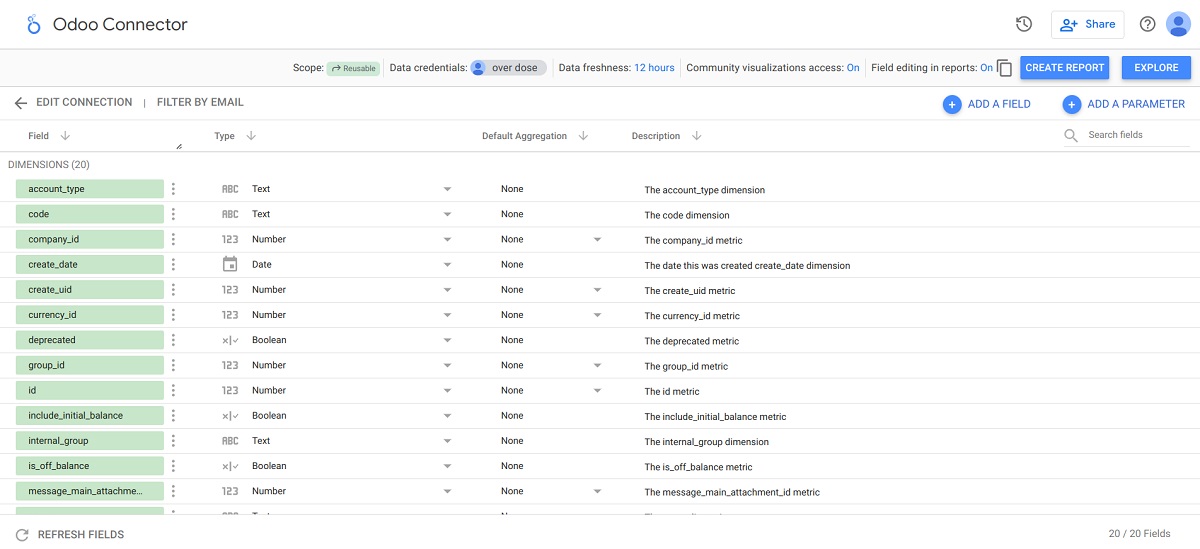 Odoo Connector
Share
Scope: Reusable Data credentials: over dose Data freshness: 12 hours Community visualizations access: On Field editing in reports: On CREATE REPORT EXPLORE
EDIT CONNECTION | FILTER BY EMAIL ADD A FIELD ADD A PARAMETER
Field Type Default Aggregation Description Search fields
DIMENSIONS (20)
account_type ABC Text None The account_type dimension
code ABC Text None The code dimension
company_id 123 Number None The company_id metric
create_date Date None The date this was created create_date dimension
create_uid 123 Number None The create_uid metric
currency_id 123 Number None The currency_id metric
deprecated Boolean None The deprecated metric
group_id 123 Number None The group_id metric
id 123 Number None The id metric
include_initial_balance Boolean None The include_initial_balance metric
internal_group ABC Text None The internal_group dimension
is_off_balance Boolean None The is_off_balance metric
message_main_attachme... 123 Number None The message_main_attachment_id metric
REFRESH FIELDS 20 / 20 Fields